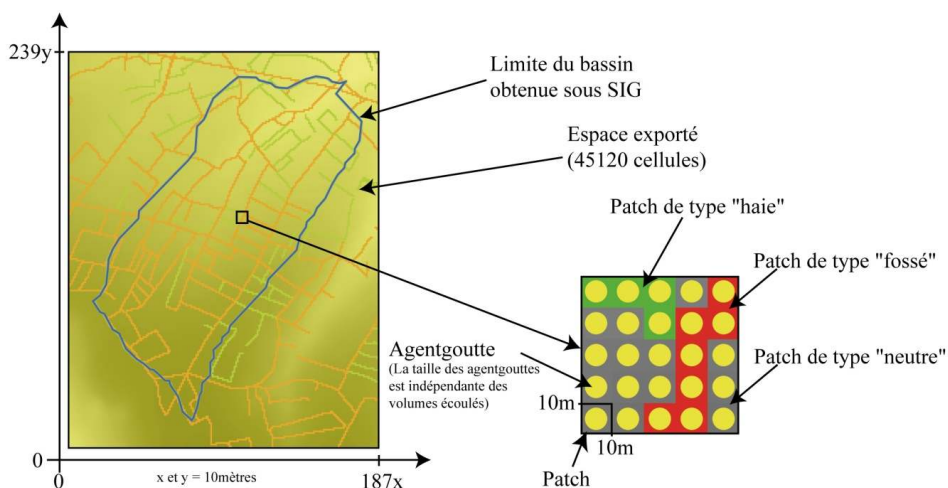 239y
Limite du bassin
obtenue sous SIG
Espace exporté
(45120 cellules)
Patch de type "haie"
Patch de type "fossé"
Agentgoutte
(La taille des agentgouttes
est indépendante des
volumes écoulés)
Patch de type "neutre"
10m
10m
Patch
0
0
x et y = 10mètres
187x